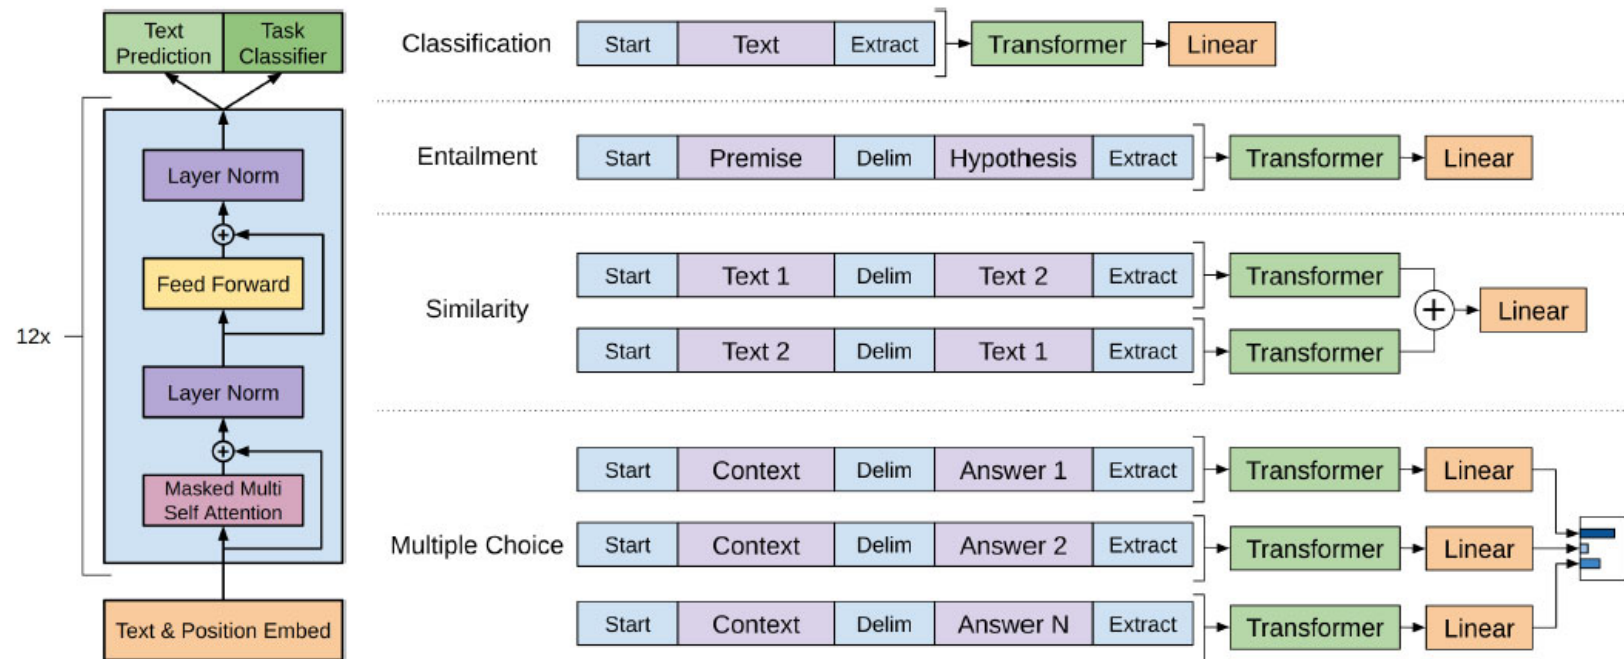 Text
Prediction
Task
Classifier
12x
Layer Norm
Feed Forward
Layer Norm
Masked Multi
Self Attention
Text & Position Embed
Classification Start Text Extract Transformer Linear
Entailment Start Premise Delim Hypothesis Extract Transformer Linear
Similarity
Start Text 1 Delim Text 2 Extract Transformer
Linear
Start Text 2 Delim Text 1 Extract Transformer
Multiple Choice
Start Context Delim Answer 1 Extract Transformer Linear
Start Context Delim Answer 2 Extract Transformer Linear
Start Context Delim Answer N Extract Transformer Linear